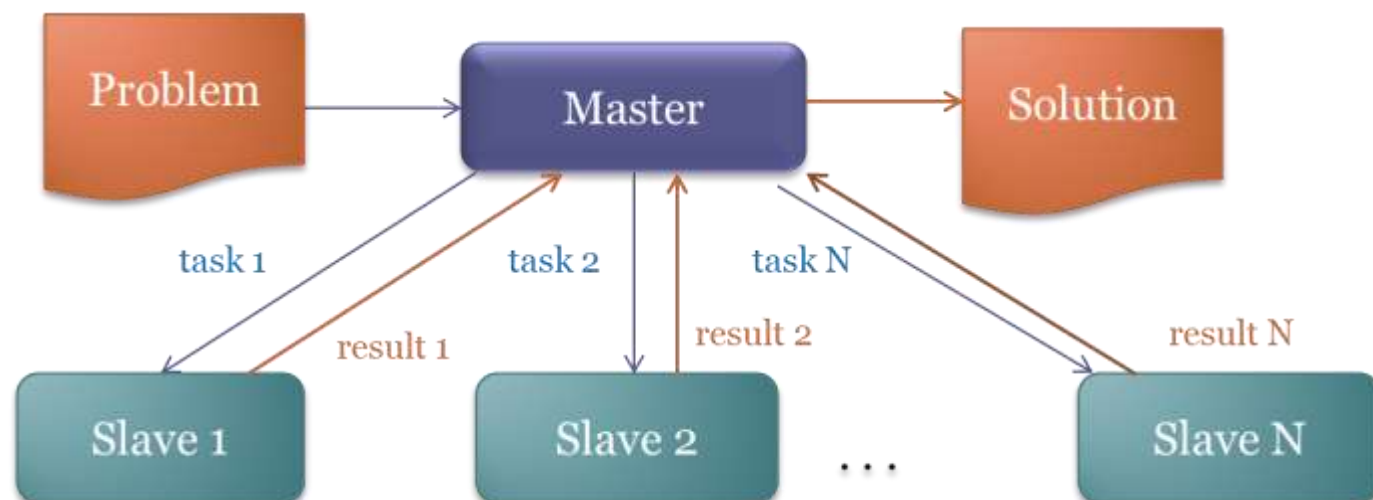 Problem
Master
Solution
task 1
task 2
task N
result 1
result 2
result N
Slave 1
Slave 2
...
Slave N